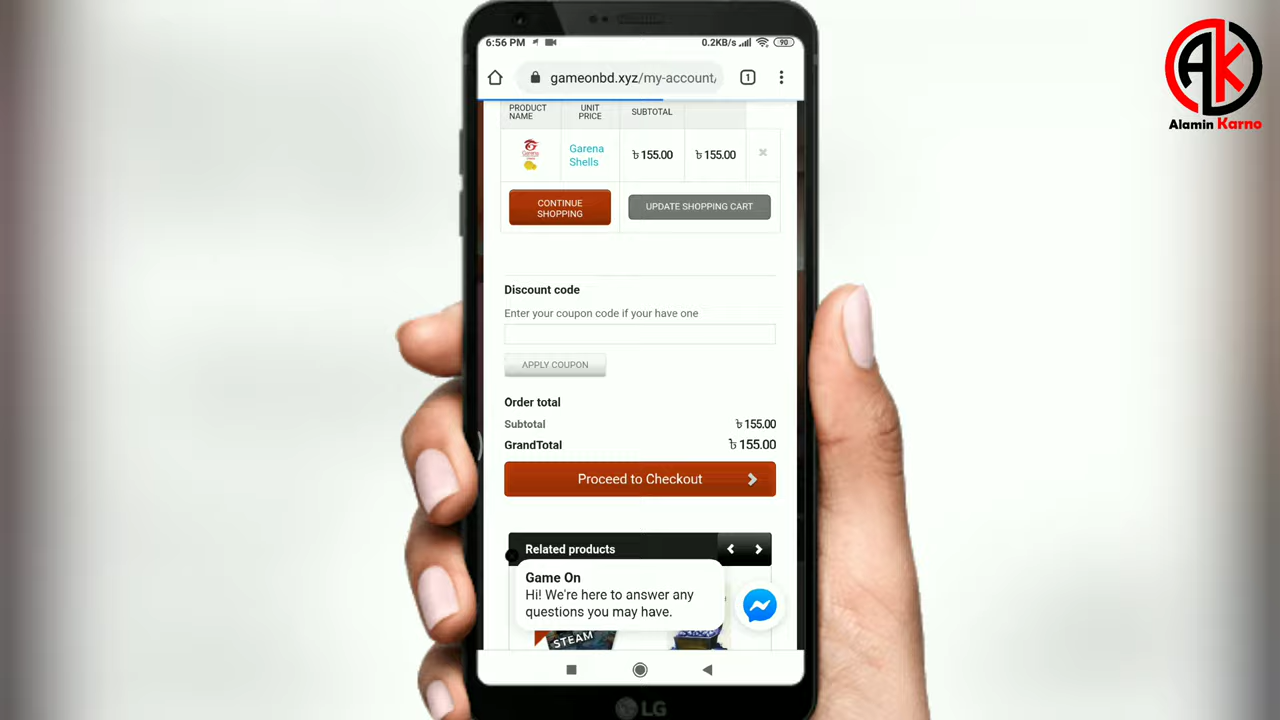 6:56 PM
0.2KB/s
90
gameonbd.xyz/my-account/
1
PRODUCT NAME
UNIT PRICE
SUBTOTAL
Garena Shells
৳ 155.00
৳ 155.00
CONTINUE SHOPPING
UPDATE SHOPPING CART
Discount code
Enter your coupon code if your have one
APPLY COUPON
Order total
Subtotal
৳ 155.00
GrandTotal
৳ 155.00
Proceed to Checkout
Related products
Game On
Hi! We're here to answer any
questions you may have.
STEAM
LG
AK
Alamin Karno